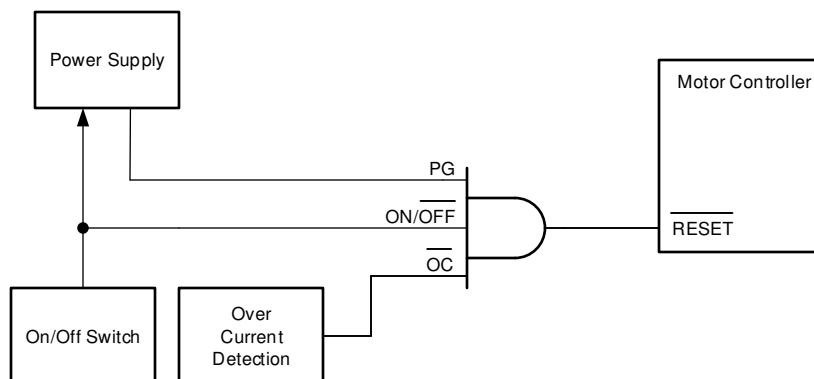 Power Supply
Motor Controller
PG
ON/OFF
OC
RESET
On/Off Switch
Over
Current
Detection